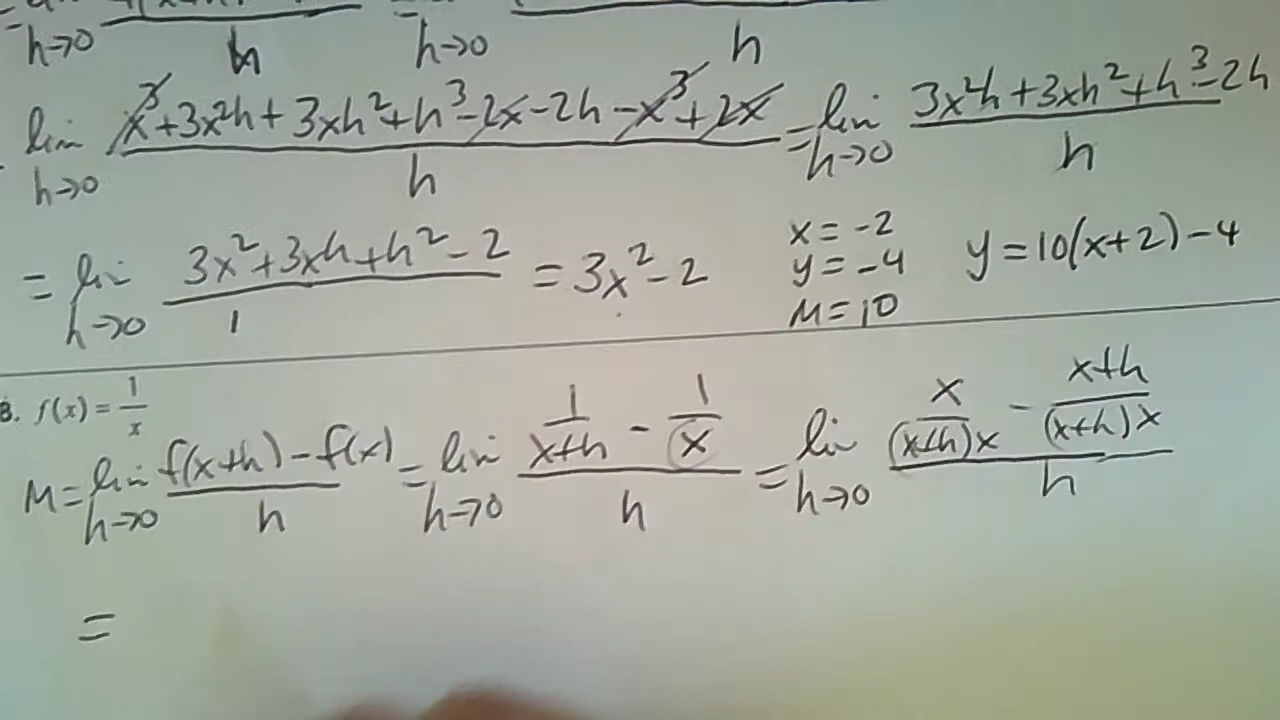 h→0 h h→0 h
lim x³+3x²h+3xh²+h³-2x-2h-x³+2x = lim 3x²h+3xh²+h³-2h
h→0 h h→0 h
= lim 3x²+3xh+h²-2 = 3x²-2
h→0 1
x=-2
y=-4 y=10(x+2)-4
M=10
3. f(x)= 1/x
M=lim f(x+h)-f(x) = lim 1/(x+h) - 1/x = lim x/((x+h)x) - (x+h)/((x+h)x)
h→0 h h→0 h h→0 h
=